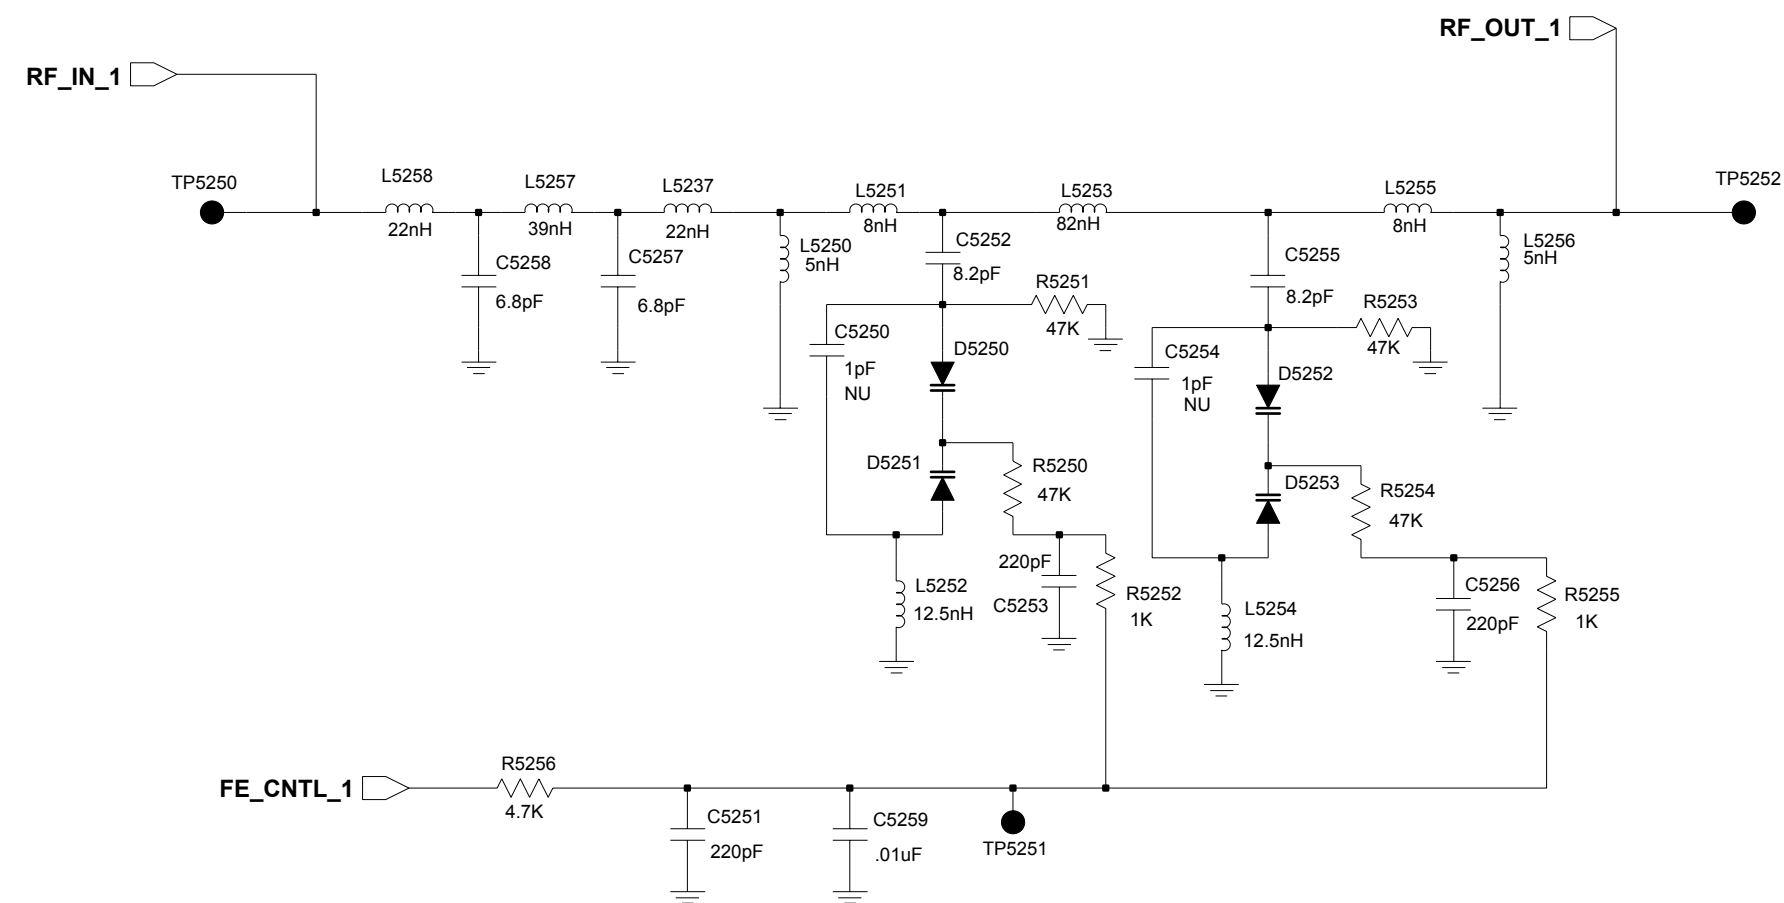 RF_OUT_1
RF_IN_1
TP5250
L5258
22nH
L5257
39nH
L5237
22nH
L5251
8nH
L5253
82nH
L5255
8nH
TP5252
C5258
6.8pF
C5257
6.8pF
L5250
5nH
C5252
8.2pF
C5255
8.2pF
L5256
5nH
R5251
47K
R5253
47K
C5250
1pF
NU
D5250
C5254
1pF
NU
D5252
D5251
R5250
47K
D5253
R5254
47K
L5252
12.5nH
220pF
C5253
R5252
1K
L5254
12.5nH
C5256
220pF
R5255
1K
FE_CNTL_1
R5256
4.7K
C5251
220pF
C5259
.01uF
TP5251